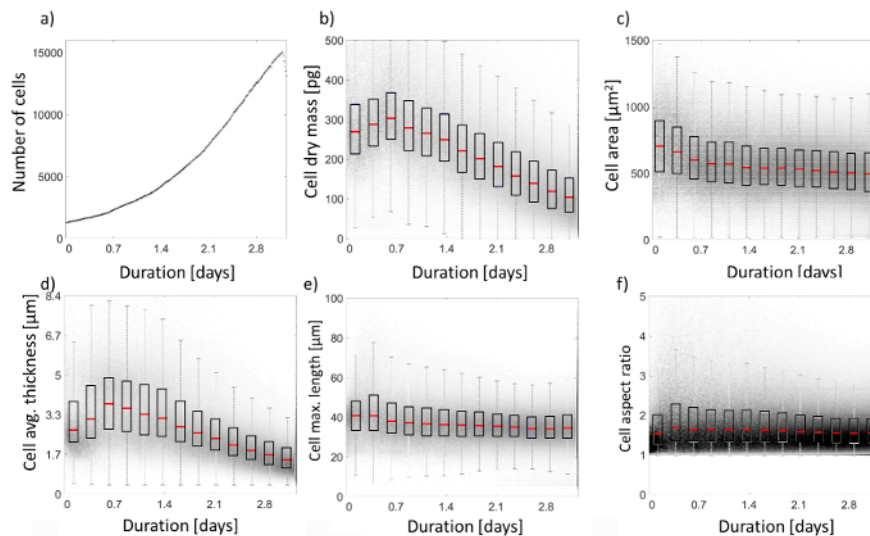 a)
Number of cells
15000
10000
5000
0
0 0.7 1.4 2.1 2.8
Duration [days]
b)
Cell dry mass [pg]
500
400
300
200
100
0
0 0.7 1.4 2.1 2.8
Duration [days]
c)
Cell area [µm²]
1500
1000
500
0
0 0.7 1.4 2.1 2.8
Duration [days]
d)
Cell avg. thickness [µm]
8.4
6.7
5
3.3
1.7
0
0 0.7 1.4 2.1 2.8
Duration [days]
e)
Cell max. length [µm]
100
80
60
40
20
0
0 0.7 1.4 2.1 2.8
Duration [days]
f)
Cell aspect ratio
5
4
3
2
1
0
0 0.7 1.4 2.1 2.8
Duration [days]